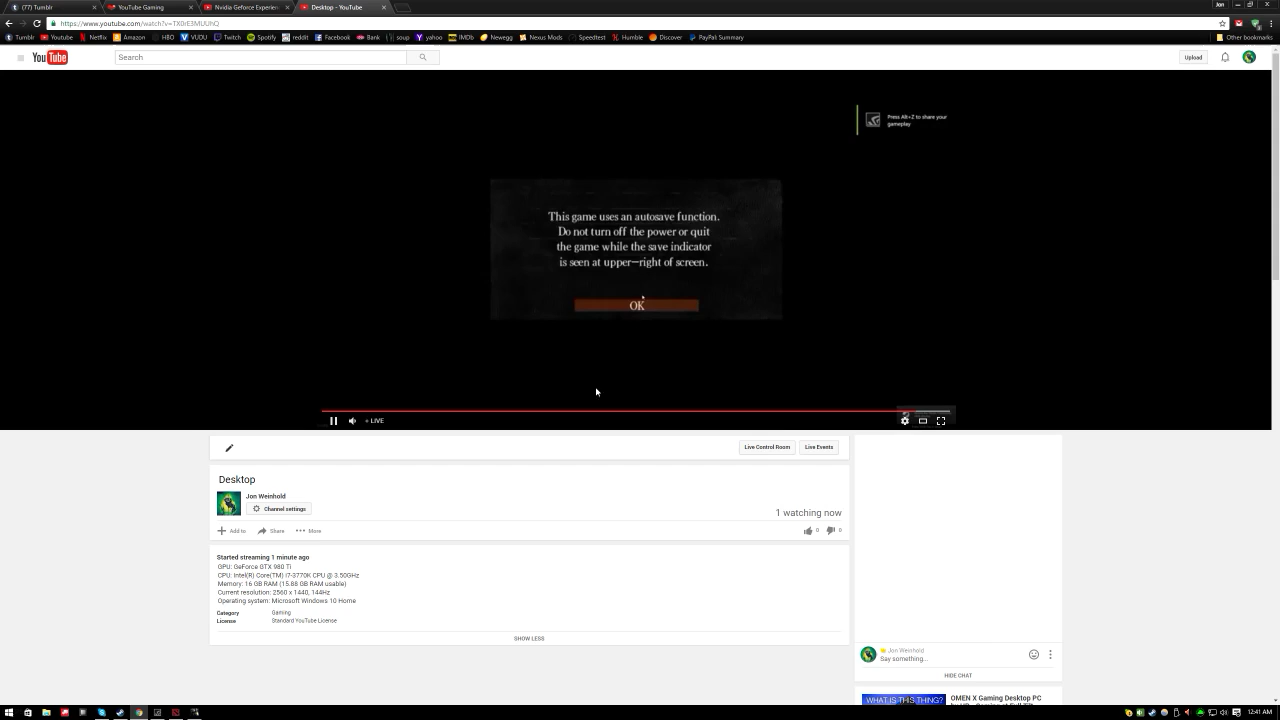 (77) Tumblr
YouTube Gaming
Nvidia Geforce Experien
Desktop - YouTube
Jon
https://www.youtube.com/watch?v=TX0rE3MUUhQ
Tumblr Youtube Netflix Amazon HBO VUDU Twitch Spotify reddit Facebook Bank soup yahoo IMDb Newegg Nexus Mods Speedtest Humble Discover PayPal Summary Other bookmarks
YouTube
Search
Upload
Press Alt+Z to share your
gameplay
This game uses an autosave function.
Do not turn off the power or quit
the game while the save indicator
is seen at upper-right of screen.
OK
LIVE
Live Control Room
Live Events
Desktop
Jon Weinhold
Channel settings
1 watching now
Add to
Share
More
0
0
Started streaming 1 minute ago
GPU: GeForce GTX 980 Ti
CPU: Intel(R) Core(TM) i7-3770K CPU @ 3.50GHz
Memory: 16 GB RAM (15.88 GB RAM usable)
Current resolution: 2560 x 1440, 144Hz
Operating system: Microsoft Windows 10 Home
Category Gaming
License Standard YouTube License
SHOW LESS
Jon Weinhold
Say something...
HIDE CHAT
WHAT IS THIS THING?
OMEN X Gaming Desktop PC
12:41 AM